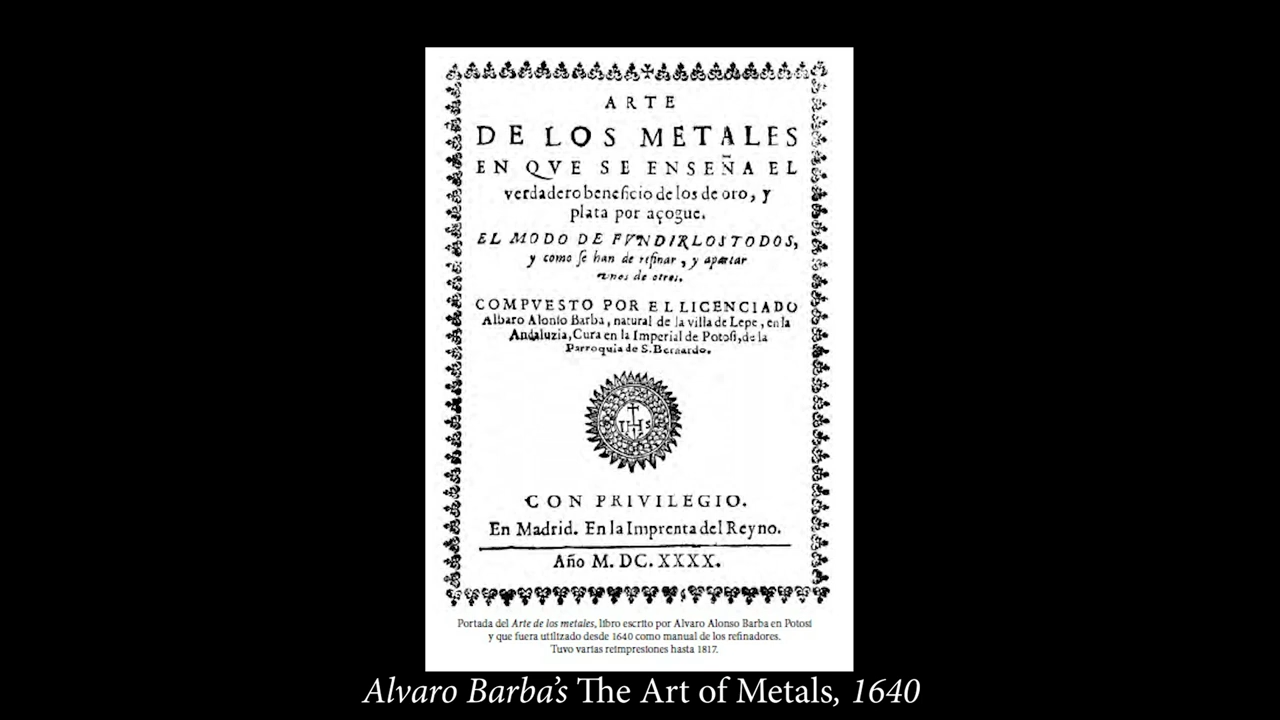 ARTE
DE LOS METALES
EN QVE SE ENSEÑA EL
verdadero beneficio de los de oro, y
plata por açogue.
EL MODO DE FVNDIRLOS TODOS,
y como ſe han de refinar, y apartar
vnos de otros.
COMPVESTO POR EL LICENCIADO
Albaro Alonſo Barba, natural de la villa de Lepe, en la
Andaluzia, Cura en la Imperial de Potoſi, de la
Parroquia de S. Bernardo.
IHS
CON PRIVILEGIO.
En Madrid. En la Imprenta del Reyno.
Año M. DC. XXXX.
Portada del Arte de los metales, libro escrito por Alvaro Alonso Barba en Potosi
y que fuera utilizado desde 1640 como manual de los refinadores.
Tuvo varias reimpresiones hasta 1817.
Alvaro Barba's The Art of Metals, 1640